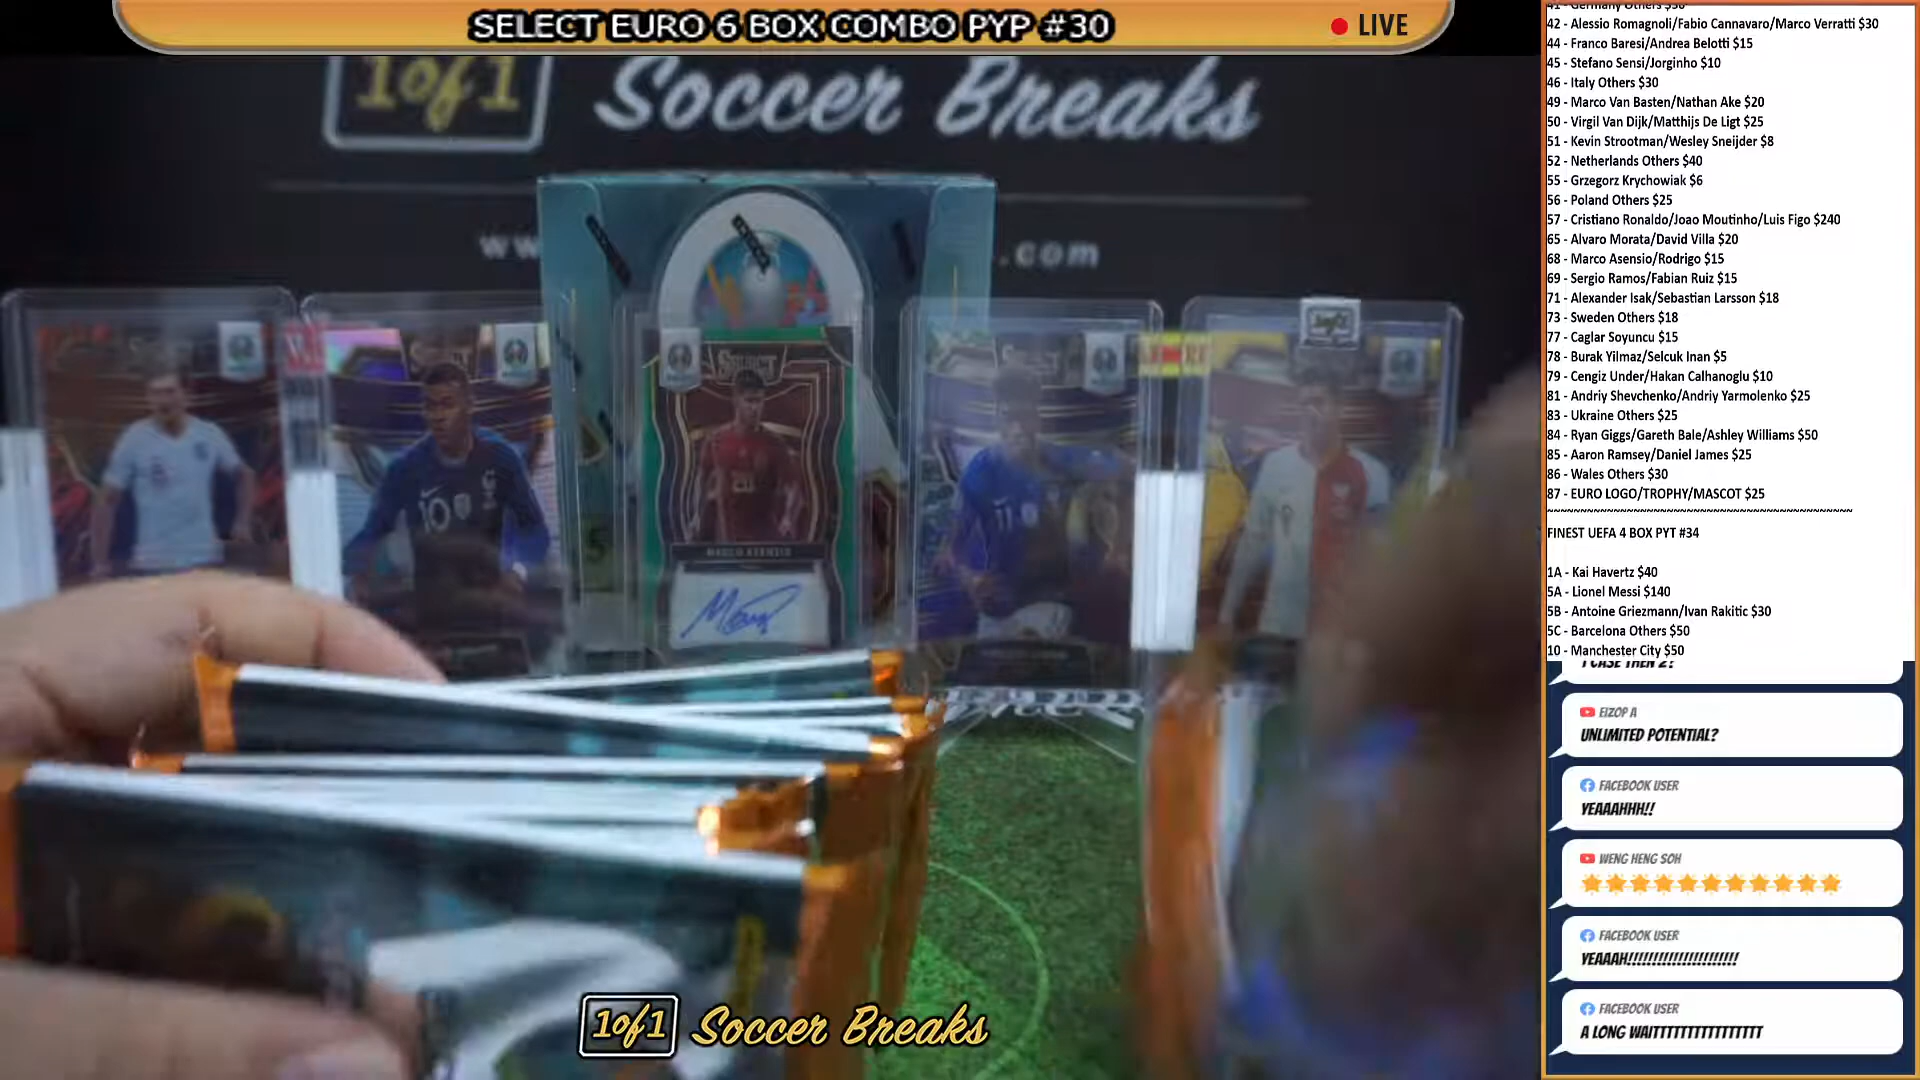 SELECT EURO 6 BOX COMBO PYP #30
LIVE
1of1 Soccer Breaks
.com
SELECT
10
21
11
9
1of1 Soccer Breaks
42 - Alessio Romagnoli/Fabio Cannavaro/Marco Verratti $30
44 - Franco Baresi/Andrea Belotti $15
45 - Stefano Sensi/Jorginho $10
46 - Italy Others $30
49 - Marco Van Basten/Nathan Ake $20
50 - Virgil Van Dijk/Matthijs De Ligt $25
51 - Kevin Strootman/Wesley Sneijder $8
52 - Netherlands Others $40
55 - Grzegorz Krychowiak $6
56 - Poland Others $25
57 - Cristiano Ronaldo/Joao Moutinho/Luis Figo $240
65 - Alvaro Morata/David Villa $20
68 - Marco Asensio/Rodrigo $15
69 - Sergio Ramos/Fabian Ruiz $15
71 - Alexander Isak/Sebastian Larsson $18
73 - Sweden Others $18
77 - Caglar Soyuncu $15
78 - Burak Yilmaz/Selcuk Inan $5
79 - Cengiz Under/Hakan Calhanoglu $10
81 - Andriy Shevchenko/Andriy Yarmolenko $25
83 - Ukraine Others $25
84 - Ryan Giggs/Gareth Bale/Ashley Williams $50
85 - Aaron Ramsey/Daniel James $25
86 - Wales Others $30
87 - EURO LOGO/TROPHY/MASCOT $25
FINEST UEFA 4 BOX PYT #34
1A - Kai Havertz $40
5A - Lionel Messi $140
5B - Antoine Griezmann/Ivan Rakitic $30
5C - Barcelona Others $50
10 - Manchester City $50
1 CASE THEN 2?
EIZOP A
UNLIMITED POTENTIAL?
FACEBOOK USER
YEAAAHHH!!
WENG HENG SOH
FACEBOOK USER
YEAAAH!!!!!!!!!!!!!!!!!!!!!!!
FACEBOOK USER
A LONG WAITTTTTTTTTTTTTTTTT